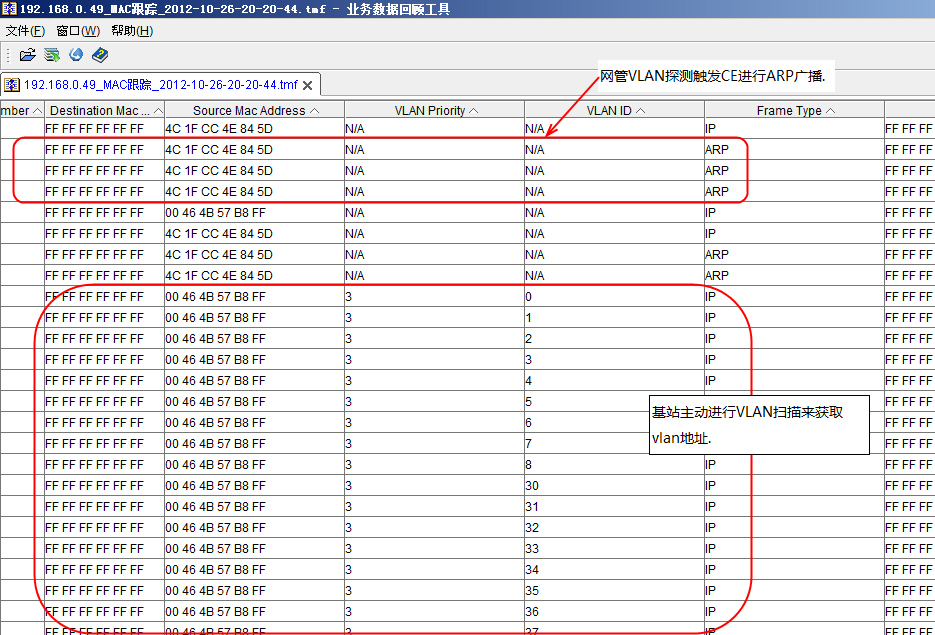 192.168.0.49_MAC跟踪_2012-10-26-20-20-44.tmf - 业务数据回顾工具
文件(F) 窗口(W) 帮助(H)
192.168.0.49_MAC跟踪_2012-10-26-20-20-44.tmf
网管VLAN探测触发CE进行ARP广播.
mber Destination Mac ... Source Mac Address VLAN Priority VLAN ID Frame Type
FF FF FF FF FF FF 4C 1F CC 4E 84 5D N/A N/A IP FF FF FF
FF FF FF FF FF FF 4C 1F CC 4E 84 5D N/A N/A ARP FF FF FF
FF FF FF FF FF FF 4C 1F CC 4E 84 5D N/A N/A ARP FF FF FF
FF FF FF FF FF FF 4C 1F CC 4E 84 5D N/A N/A ARP FF FF FF
FF FF FF FF FF FF 00 46 4B 57 B8 FF N/A N/A IP FF FF FF
FF FF FF FF FF FF 4C 1F CC 4E 84 5D N/A N/A IP FF FF FF
FF FF FF FF FF FF 4C 1F CC 4E 84 5D N/A N/A ARP FF FF FF
FF FF FF FF FF FF 4C 1F CC 4E 84 5D N/A N/A ARP FF FF FF
FF FF FF FF FF FF 00 46 4B 57 B8 FF 3 0 IP FF FF FF
FF FF FF FF FF FF 00 46 4B 57 B8 FF 3 1 IP FF FF FF
FF FF FF FF FF FF 00 46 4B 57 B8 FF 3 2 IP FF FF FF
FF FF FF FF FF FF 00 46 4B 57 B8 FF 3 3 IP FF FF FF
FF FF FF FF FF FF 00 46 4B 57 B8 FF 3 4 IP FF FF FF
FF FF FF FF FF FF 00 46 4B 57 B8 FF 3 5 FF FF FF
基站主动进行VLAN扫描来获取
FF FF FF FF FF FF 00 46 4B 57 B8 FF 3 6 FF FF FF
vlan地址.
FF FF FF FF FF FF 00 46 4B 57 B8 FF 3 7 FF FF FF
FF FF FF FF FF FF 00 46 4B 57 B8 FF 3 8 IP FF FF FF
FF FF FF FF FF FF 00 46 4B 57 B8 FF 3 30 IP FF FF FF
FF FF FF FF FF FF 00 46 4B 57 B8 FF 3 31 IP FF FF FF
FF FF FF FF FF FF 00 46 4B 57 B8 FF 3 32 IP FF FF FF
FF FF FF FF FF FF 00 46 4B 57 B8 FF 3 33 IP FF FF FF
FF FF FF FF FF FF 00 46 4B 57 B8 FF 3 34 IP FF FF FF
FF FF FF FF FF FF 00 46 4B 57 B8 FF 3 35 IP FF FF FF
FF FF FF FF FF FF 00 46 4B 57 B8 FF 3 36 IP FF FF FF
FF FF FF FF FF FF 00 46 4B 57 B8 FF 3 37 IP FF FF FF